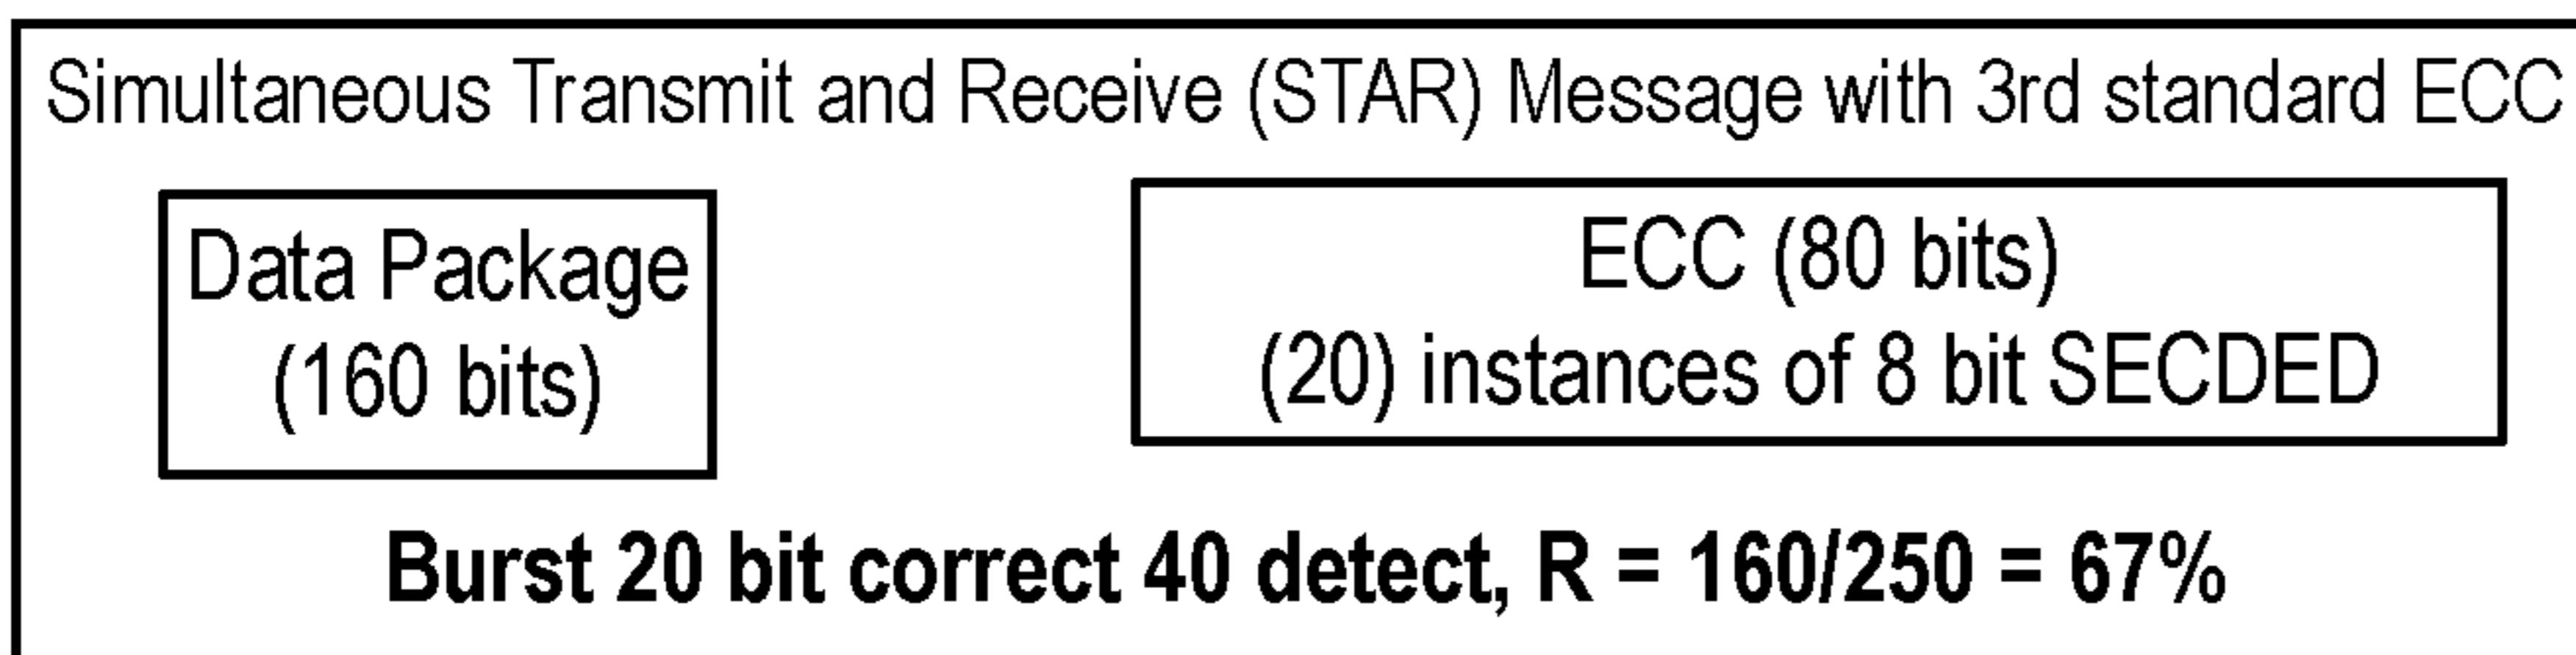 Simultaneous Transmit and Receive (STAR) Message with 3rd standard ECC
Data Package
(160 bits)
ECC (80 bits)
(20) instances of 8 bit SECDED
Burst 20 bit correct 40 detect, R = 160/250 = 67%